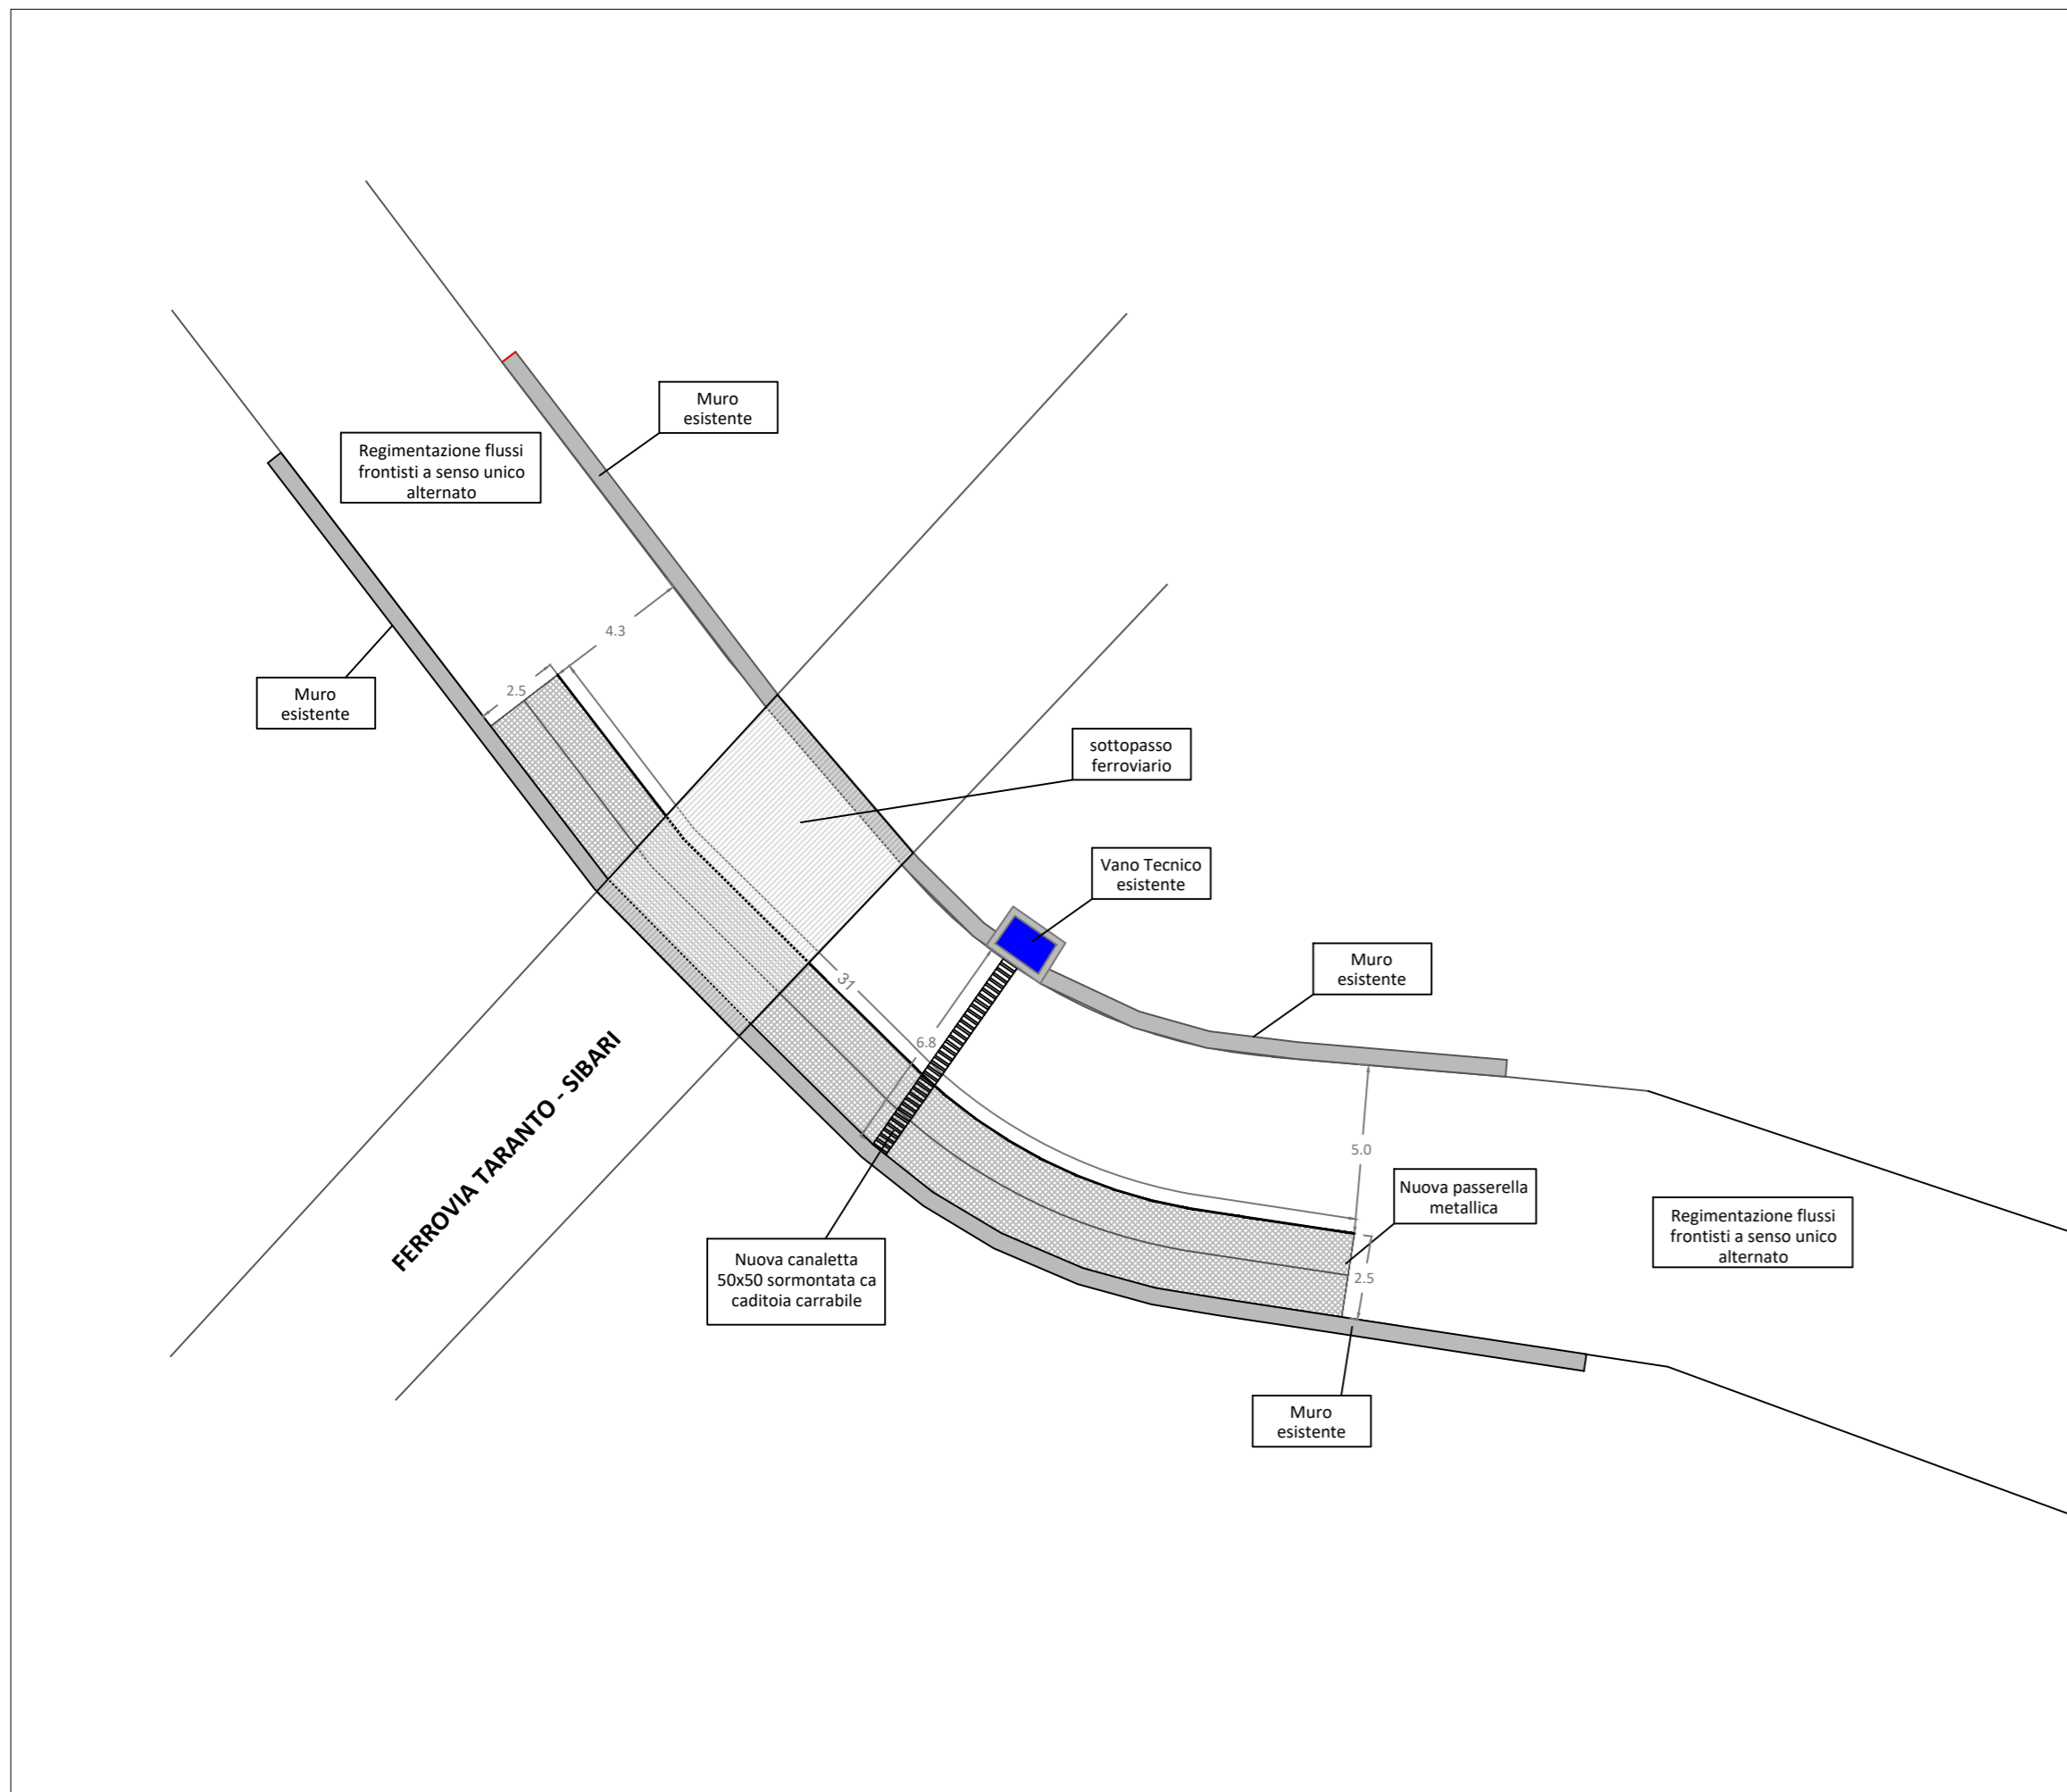 Muro
esistente
Regimentazione flussi
frontisti a senso unico
alternato
4.3
2.5
Muro
esistente
sottopasso
ferroviario
Vano Tecnico
esistente
Muro
esistente
31
6.8
FERROVIA TARANTO - SIBARI
5.0
Nuova passerella
metallica
Regimentazione flussi
frontisti a senso unico
alternato
Nuova canaletta
50x50 sormontata ca
caditoia carrabile
2.5
Muro
esistente